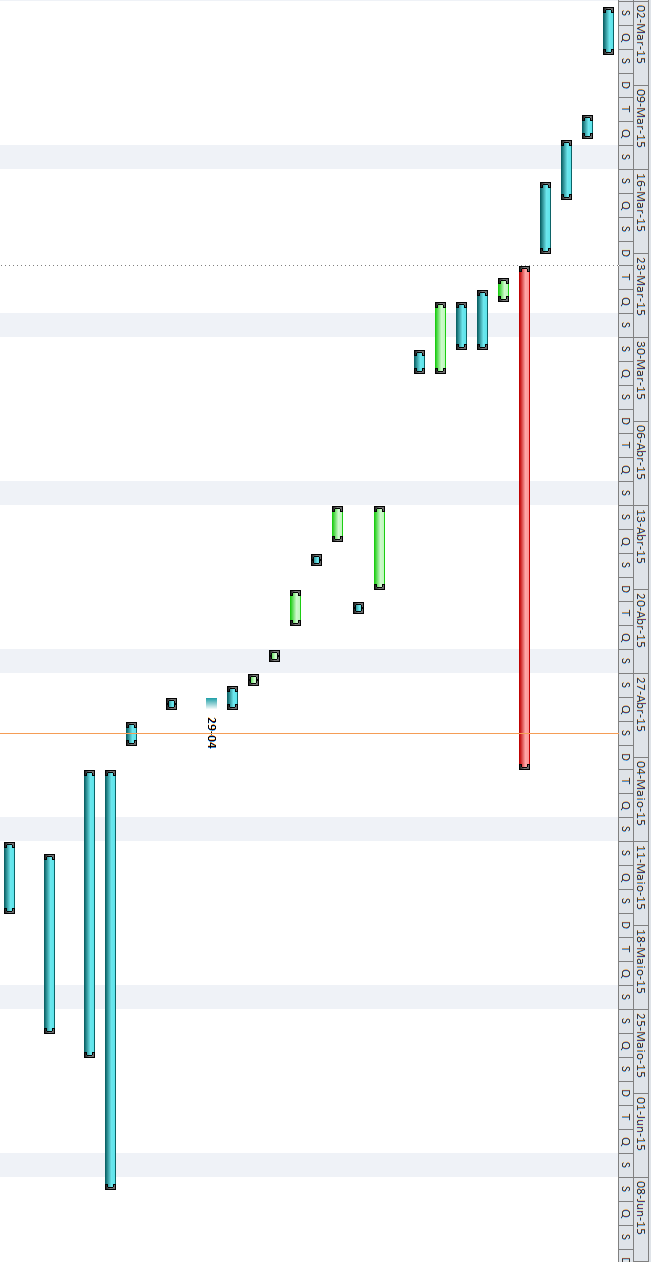 02-Mar-15 09-Mar-15 16-Mar-15 23-Mar-15 30-Mar-15 06-Abr-15 13-Abr-15 20-Abr-15 27-Abr-15 04-Maio-15 11-Maio-15 18-Maio-15 25-Maio-15 01-Jun-15 08-Jun-15
S Q S D T Q S S Q S D T Q S S Q S D T Q S S Q S D T Q S S Q S D T Q S S Q S D T Q S S Q S D T Q S S Q S
29-04